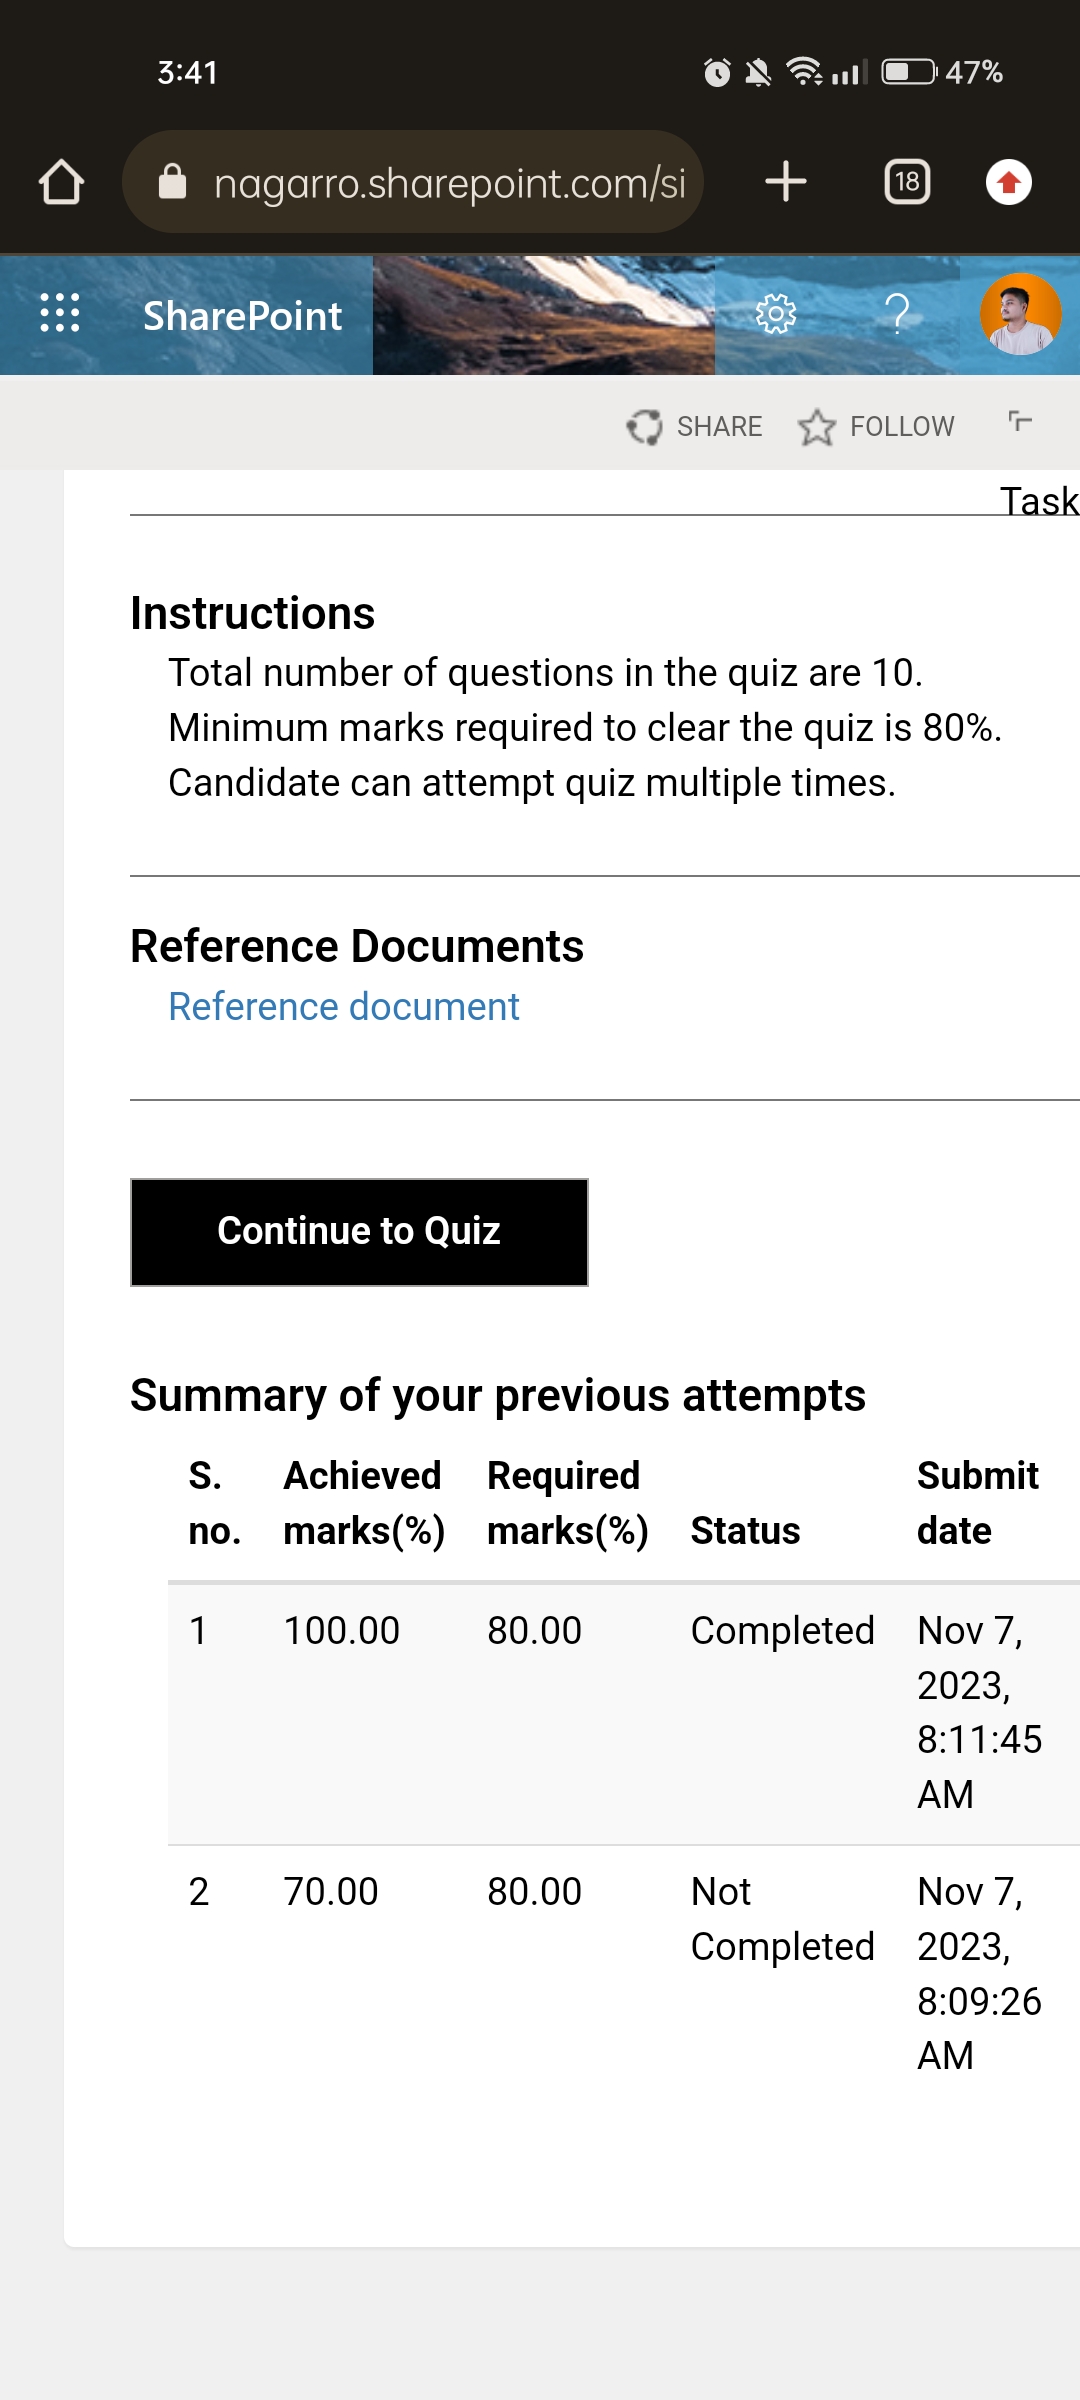 3:41
47%
nagarro.sharepoint.com/si
18
SharePoint
?
SHARE
FOLLOW
Task
Instructions
Total number of questions in the quiz are 10.
Minimum marks required to clear the quiz is 80%.
Candidate can attempt quiz multiple times.
Reference Documents
Reference document
Continue to Quiz
Summary of your previous attempts
S. no. Achieved marks(%) Required marks(%) Status Submit date
1 100.00 80.00 Completed Nov 7, 2023, 8:11:45 AM
2 70.00 80.00 Not Completed Nov 7, 2023, 8:09:26 AM